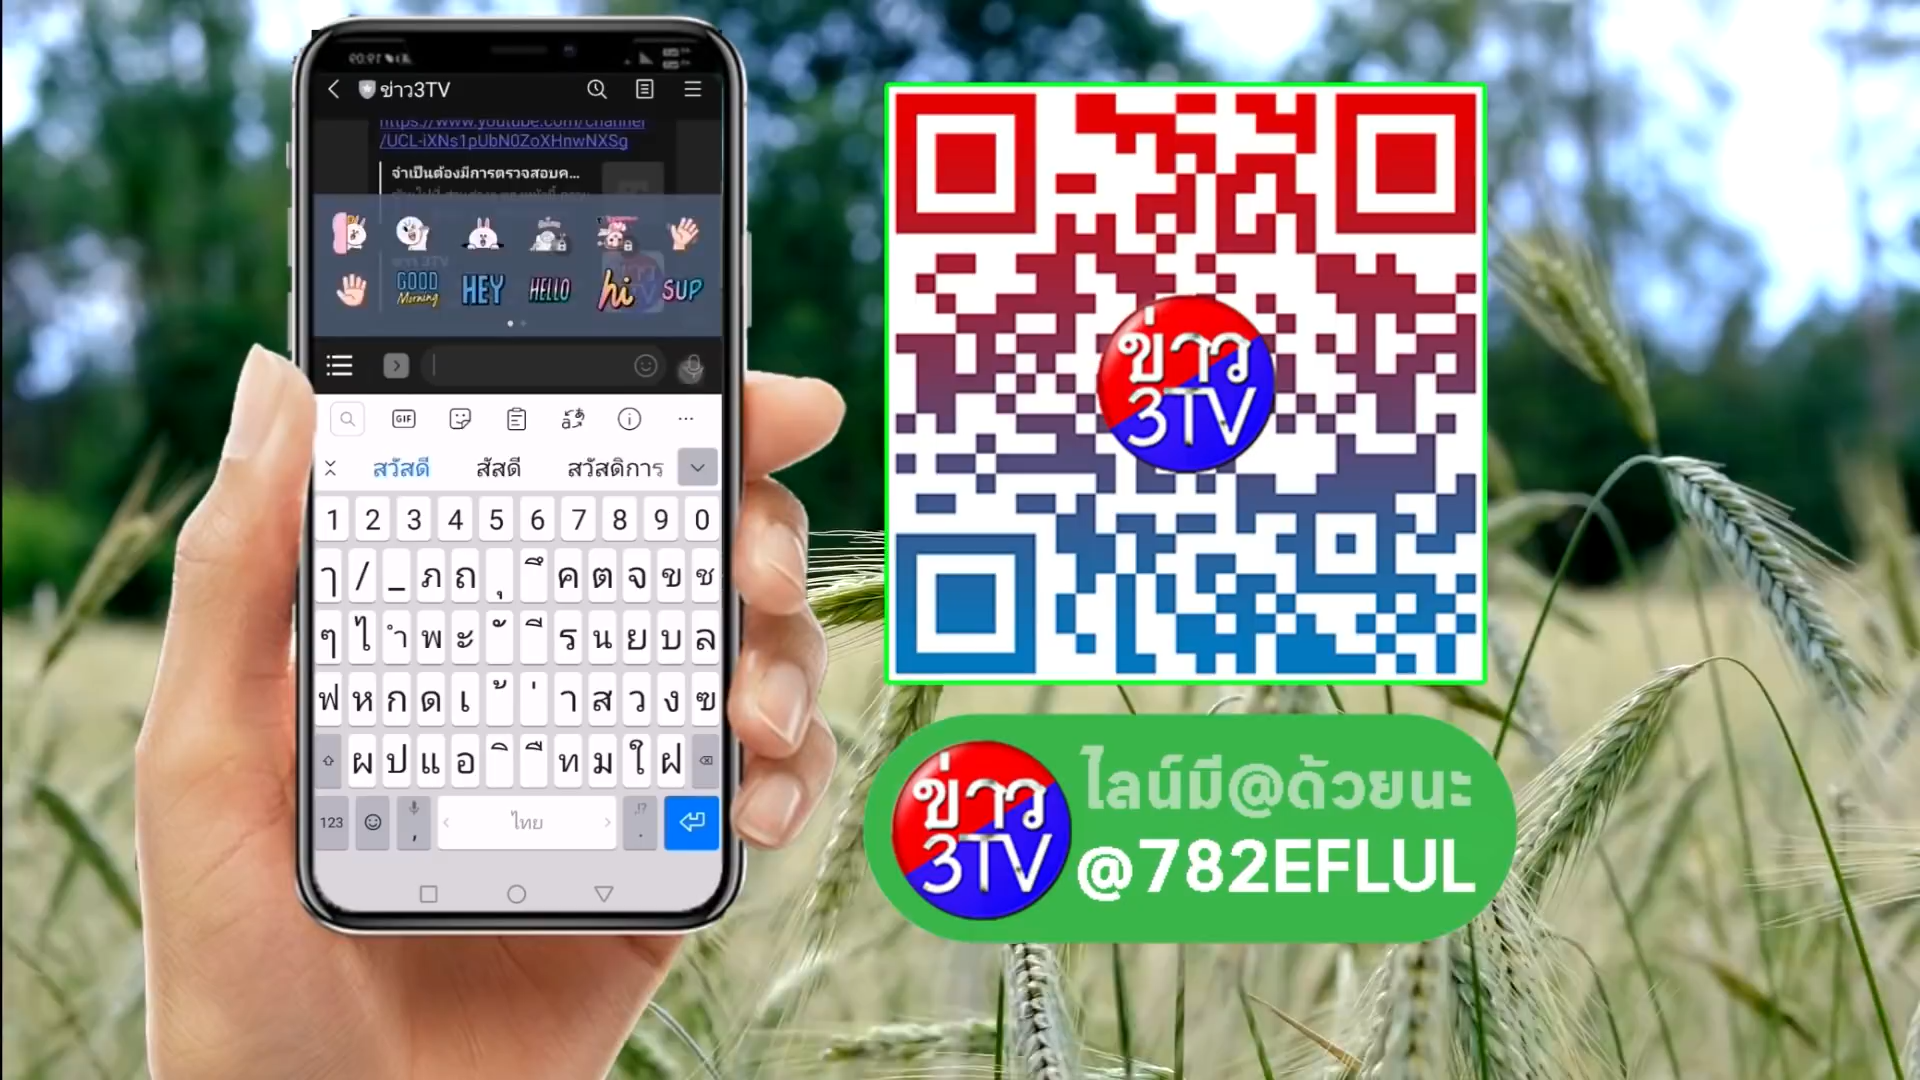 ข่าว3TV
https://www.youtube.com/channel
/UCL-iXNs1pUbN0ZoXHnwNXSg
จำเป็นต้องมีการตรวจสอบค...
GOOD
Morning
HEY
HELLO
hi
SUP
GIF
สวัสดี สัสดี สวัสดิการ
1 2 3 4 5 6 7 8 9 0
ๅ / _ ภ ถ ุ ึ ค ต จ ข ช
ๆ ไ ำ พ ะ ั ี ร น ย บ ล
ฟ ห ก ด เ ้ ่ า ส ว ง ฃ
ผ ป แ อ ิ ื ท ม ใ ฝ
123 , ไทย ,!? .
ข่าว
3TV
ข่าว
3TV
ไลน์มี@ด้วยนะ
@782EFLUL